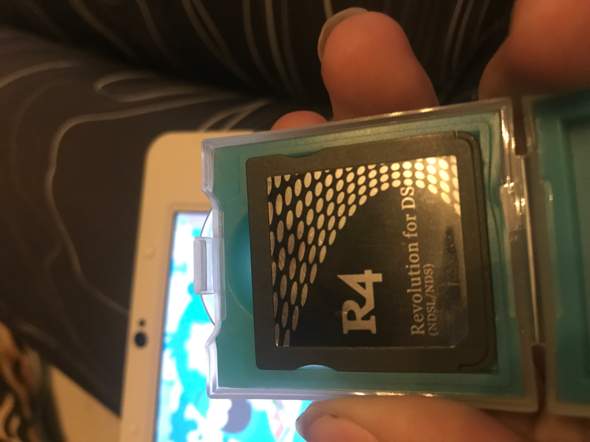 R4
Revolution for DS
(NDSL/NDS)